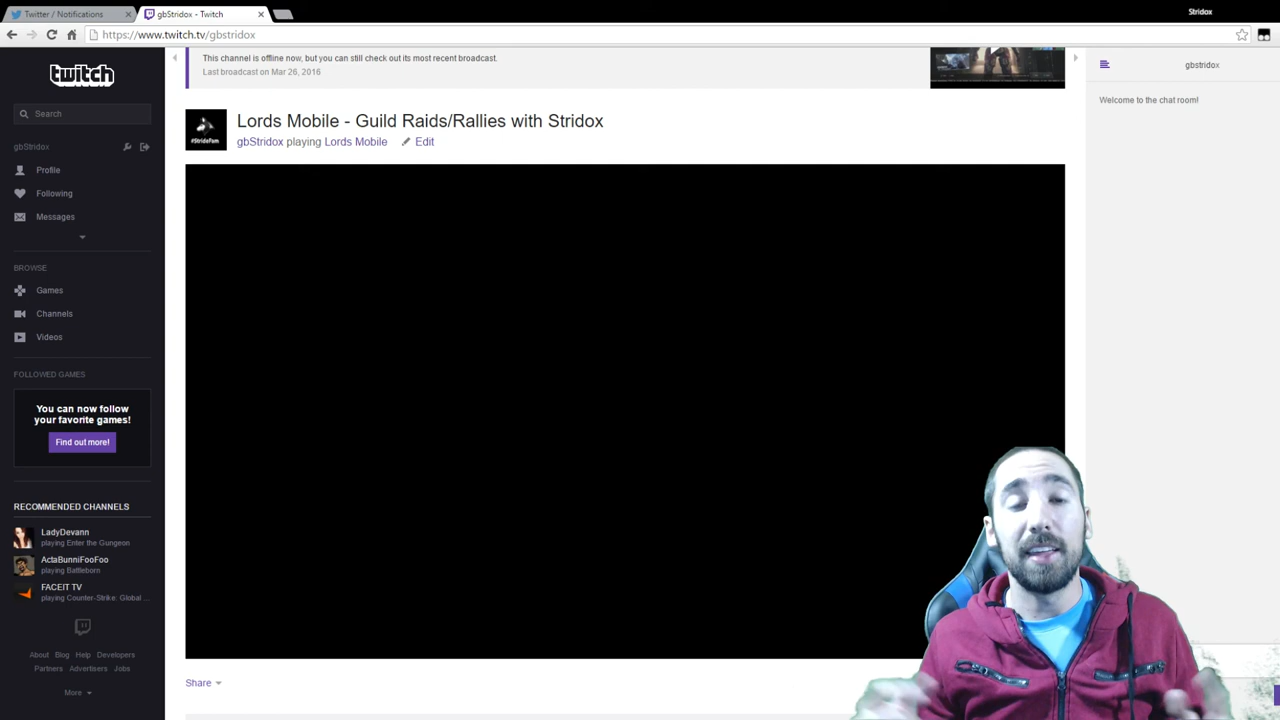 Twitter / Notifications
gbStridox - Twitch
Stridox
https://www.twitch.tv/gbstridox
twitch
Search
gbStridox
Profile
Following
Messages
BROWSE
Games
Channels
Videos
FOLLOWED GAMES
You can now follow
your favorite games!
Find out more!
RECOMMENDED CHANNELS
LadyDevann
playing Enter the Gungeon
ActaBunniFooFoo
playing Battleborn
FACEIT TV
playing Counter-Strike: Global ...
About Blog Help Developers
Partners Advertisers Jobs
More
This channel is offline now, but you can still check out its most recent broadcast.
Last broadcast on Mar 26, 2016
#StrideFam
Lords Mobile - Guild Raids/Rallies with Stridox
gbStridox playing Lords Mobile Edit
Share
gbstridox
Welcome to the chat room!